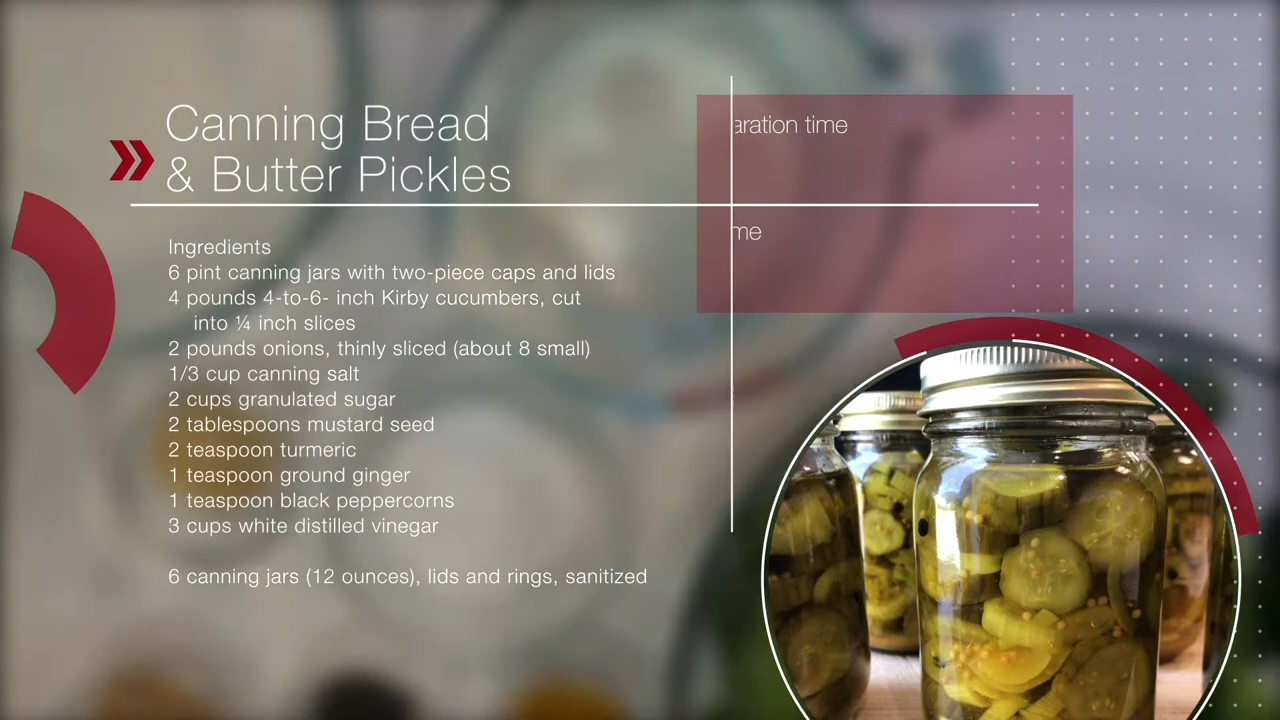 Canning Bread
& Butter Pickles
Ingredients
6 pint canning jars with two-piece caps and lids
4 pounds 4-to-6- inch Kirby cucumbers, cut
into ¼ inch slices
2 pounds onions, thinly sliced (about 8 small)
1/3 cup canning salt
2 cups granulated sugar
2 tablespoons mustard seed
2 teaspoon turmeric
1 teaspoon ground ginger
1 teaspoon black peppercorns
3 cups white distilled vinegar
6 canning jars (12 ounces), lids and rings, sanitized
aration time
me